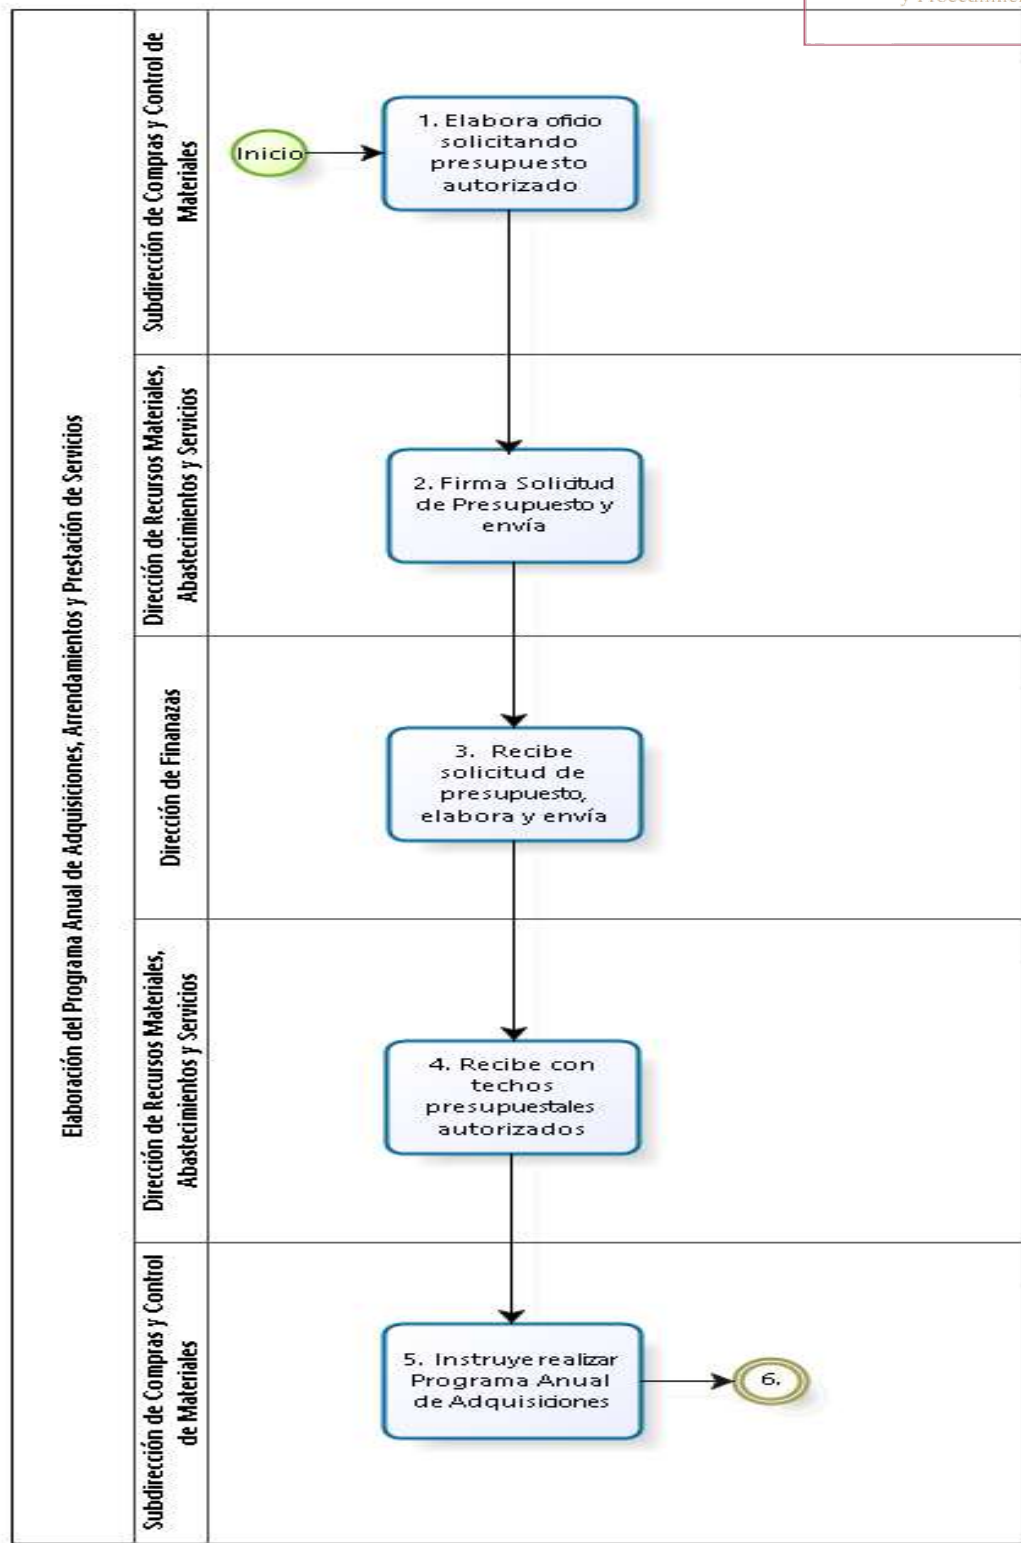 y Procedimie
Elaboración del Programa Anual de Adquisiciones, Arrendamientos y Prestación de Servicios
Subdirección de Compras y Control de
Materiales
Inicio
1. Elabora oficio
solicitando
presupuesto
autorizado
Dirección de Recursos Materiales,
Abastecimientos y Servicios
2. Firma Solicitud
de Presupuesto y
envía
Dirección de Finanazas
3. Recibe
solicitud de
presupuesto,
elabora y envía
Dirección de Recursos Materiales,
Abastecimientos y Servicios
4. Recibe con
techos
presupuestales
autorizados
Subdirección de Compras y Control
de Materiales
5. Instruye realizar
Programa Anual
de Adquisiciones
6.